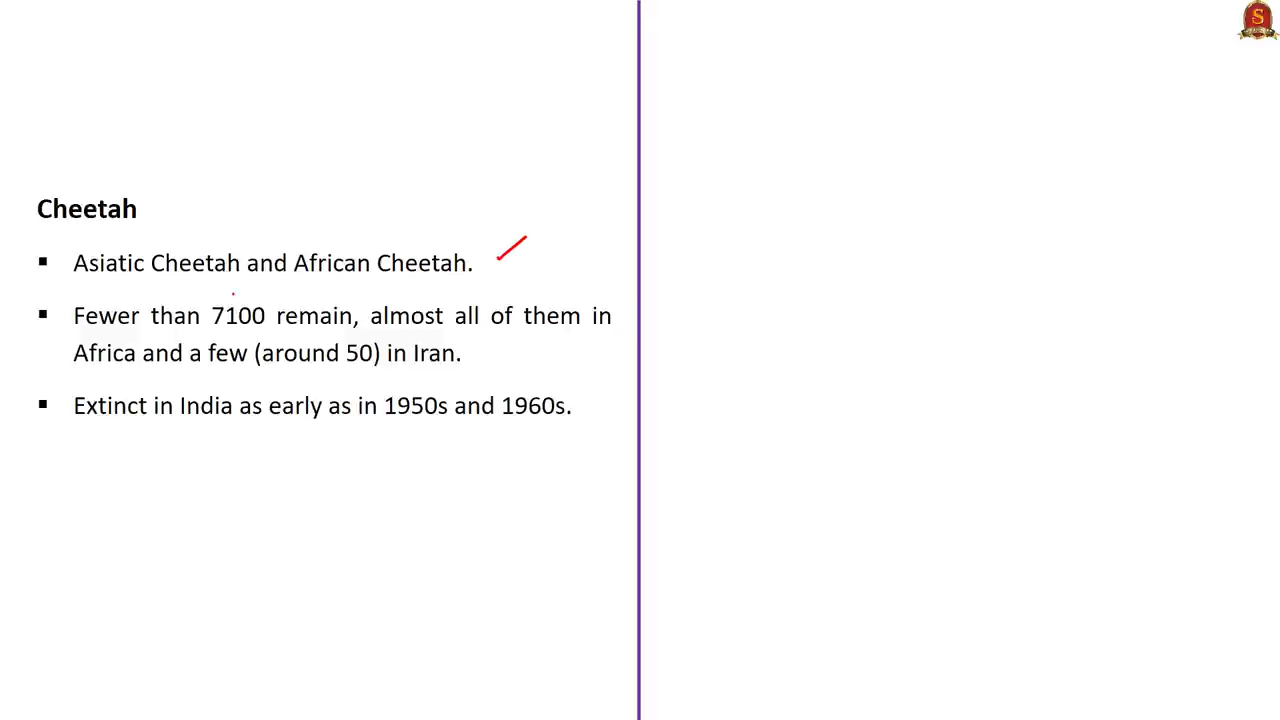 Cheetah
▪ Asiatic Cheetah and African Cheetah.
▪ Fewer than 7100 remain, almost all of them in
Africa and a few (around 50) in Iran.
▪ Extinct in India as early as in 1950s and 1960s.
S